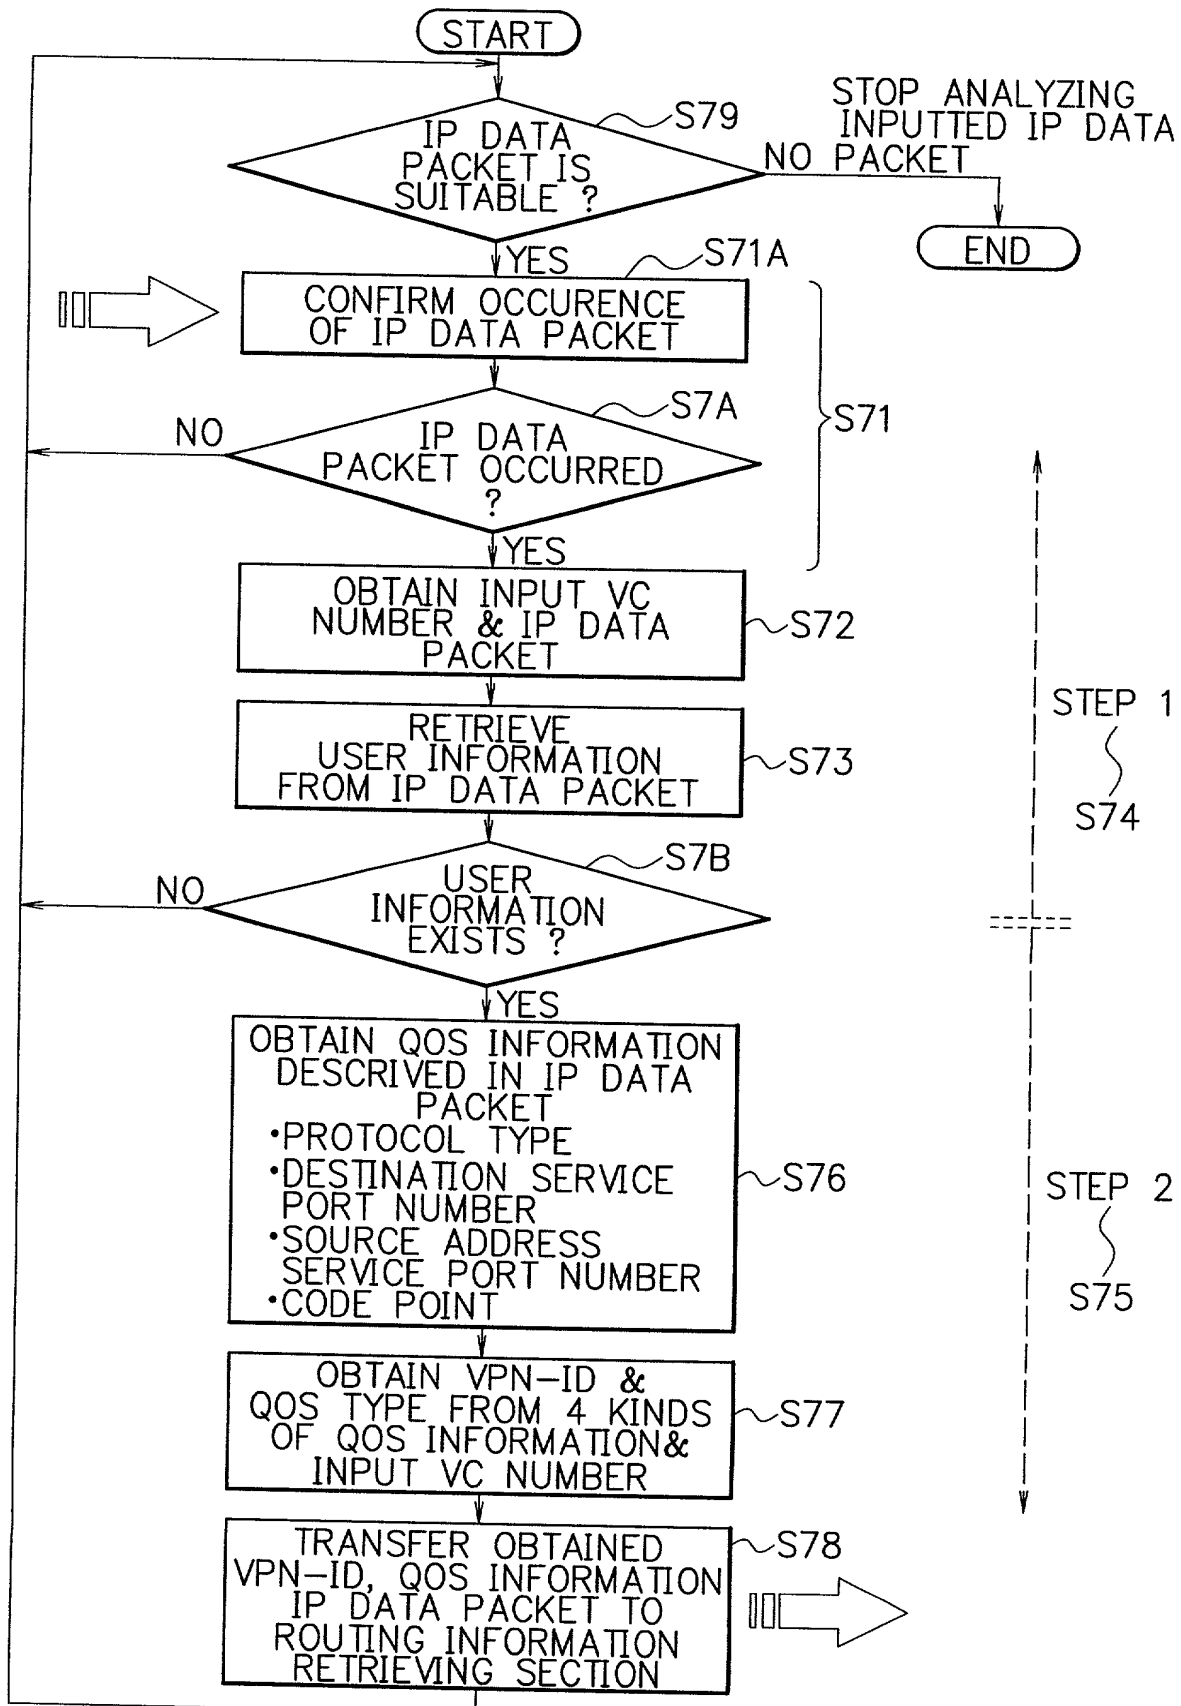 START
S79
IP DATA
PACKET IS
SUITABLE ?
STOP ANALYZING
INPUTTED IP DATA
NO PACKET
END
YES
S71A
CONFIRM OCCURENCE
OF IP DATA PACKET
S7A
S71
NO
IP DATA
PACKET OCCURRED
?
YES
OBTAIN INPUT VC
NUMBER & IP DATA
PACKET
S72
RETRIEVE
USER INFORMATION
FROM IP DATA PACKET
S73
STEP 1
S74
S7B
NO
USER
INFORMATION
EXISTS ?
YES
OBTAIN QOS INFORMATION
DESCRIVED IN IP DATA
PACKET
•PROTOCOL TYPE
•DESTINATION SERVICE
PORT NUMBER
•SOURCE ADDRESS
SERVICE PORT NUMBER
•CODE POINT
S76
STEP 2
S75
OBTAIN VPN-ID &
QOS TYPE FROM 4 KINDS
OF QOS INFORMATION&
INPUT VC NUMBER
S77
TRANSFER OBTAINED
VPN-ID, QOS INFORMATION
IP DATA PACKET TO
ROUTING INFORMATION
RETRIEVING SECTION
S78